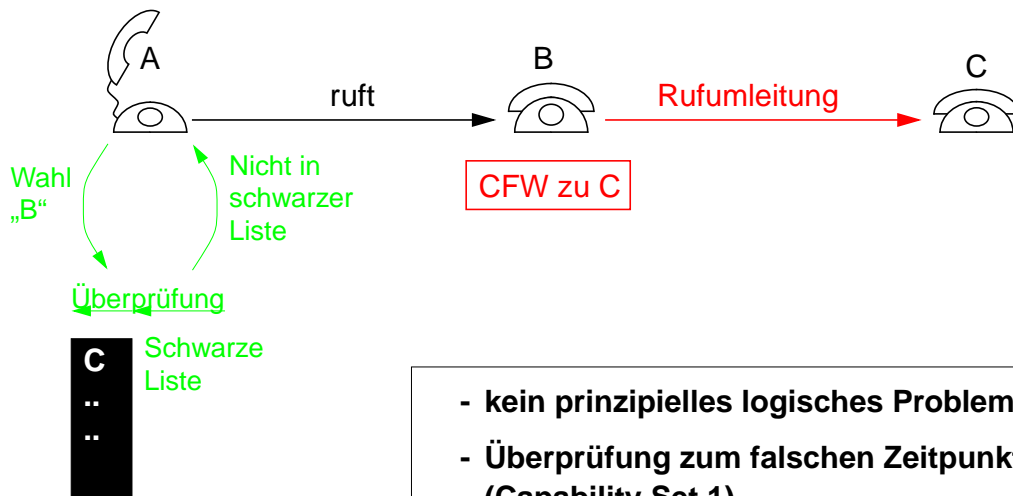 A
B
C
ruft
Rufumleitung
CFW zu C
Wahl
„B“
Nicht in
schwarzer
Liste
Überprüfung
C
..
..
Schwarze
Liste
- kein prinzipielles logisches Problem
- Überprüfung zum falschen Zeitpunkt
(Capability Set 1)